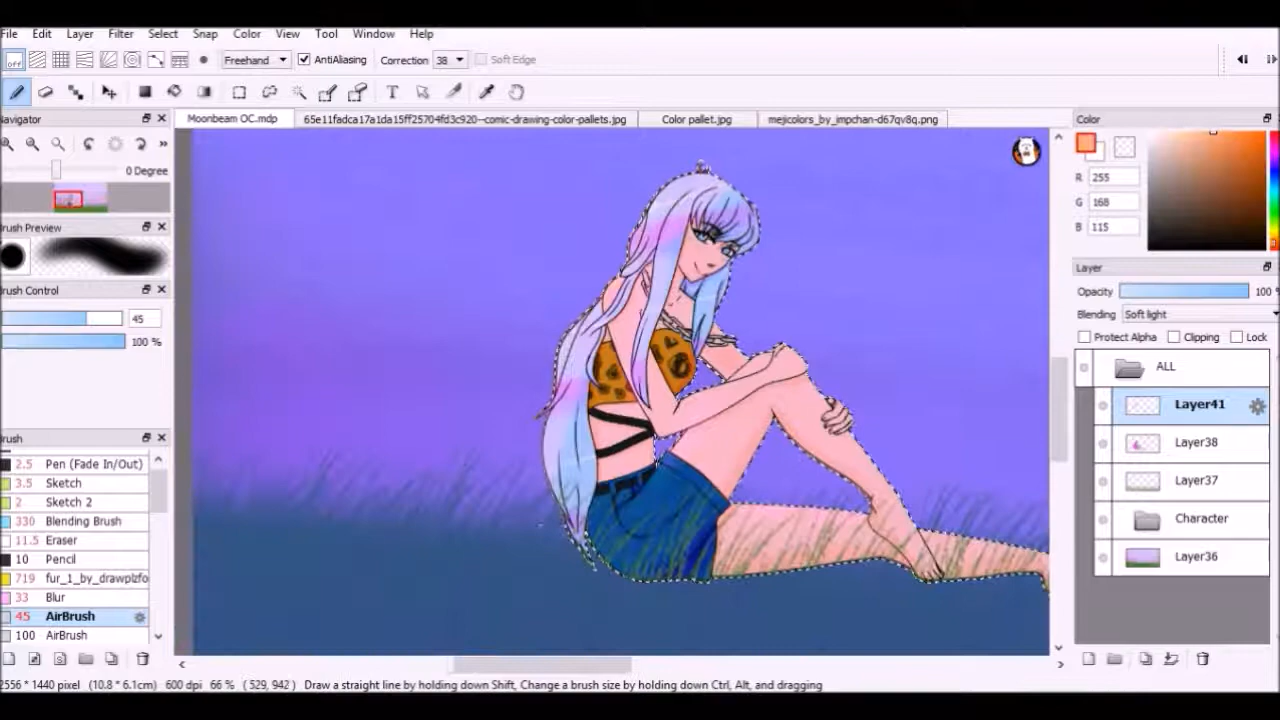 File Edit Layer Filter Select Snap Color View Tool Window Help
off Freehand AntiAliasing Correction 38 Soft Edge
Navigator
Moonbeam OC.mdp 65e11fadca17a1da15ff25704fd3c920--comic-drawing-color-pallets.jpg Color pallet.jpg mejicolors_by_impchan-d67qv8q.png
Color
0 Degree
R 255
G 168
B 115
Brush Preview
Brush Control
45
100 %
Layer
Opacity 100 %
Blending Soft light
Protect Alpha Clipping Lock
ALL
Layer41
Layer38
Layer37
Character
Layer36
Brush
2.5 Pen (Fade In/Out)
3.5 Sketch
2 Sketch 2
330 Blending Brush
11.5 Eraser
10 Pencil
719 fur_1_by_drawplzfo
33 Blur
45 AirBrush
100 AirBrush
2556 * 1440 pixel (10.8 * 6.1cm) 600 dpi 66 % ( 529, 942 ) Draw a straight line by holding down Shift, Change a brush size by holding down Ctrl, Alt, and dragging